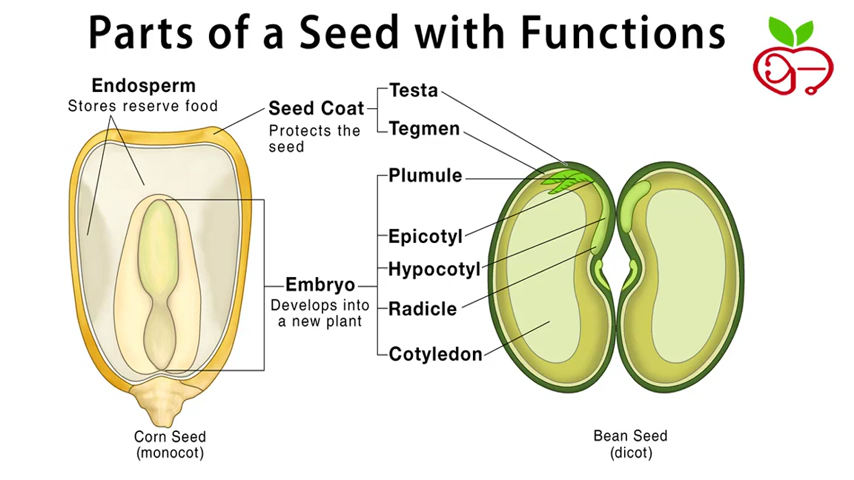 Parts of a Seed with Functions
Endosperm
Stores reserve food
Seed Coat
Protects the
seed
Testa
Tegmen
Plumule
Epicotyl
Hypocotyl
Embryo
Develops into
a new plant
Radicle
Cotyledon
Corn Seed
(monocot)
Bean Seed
(dicot)